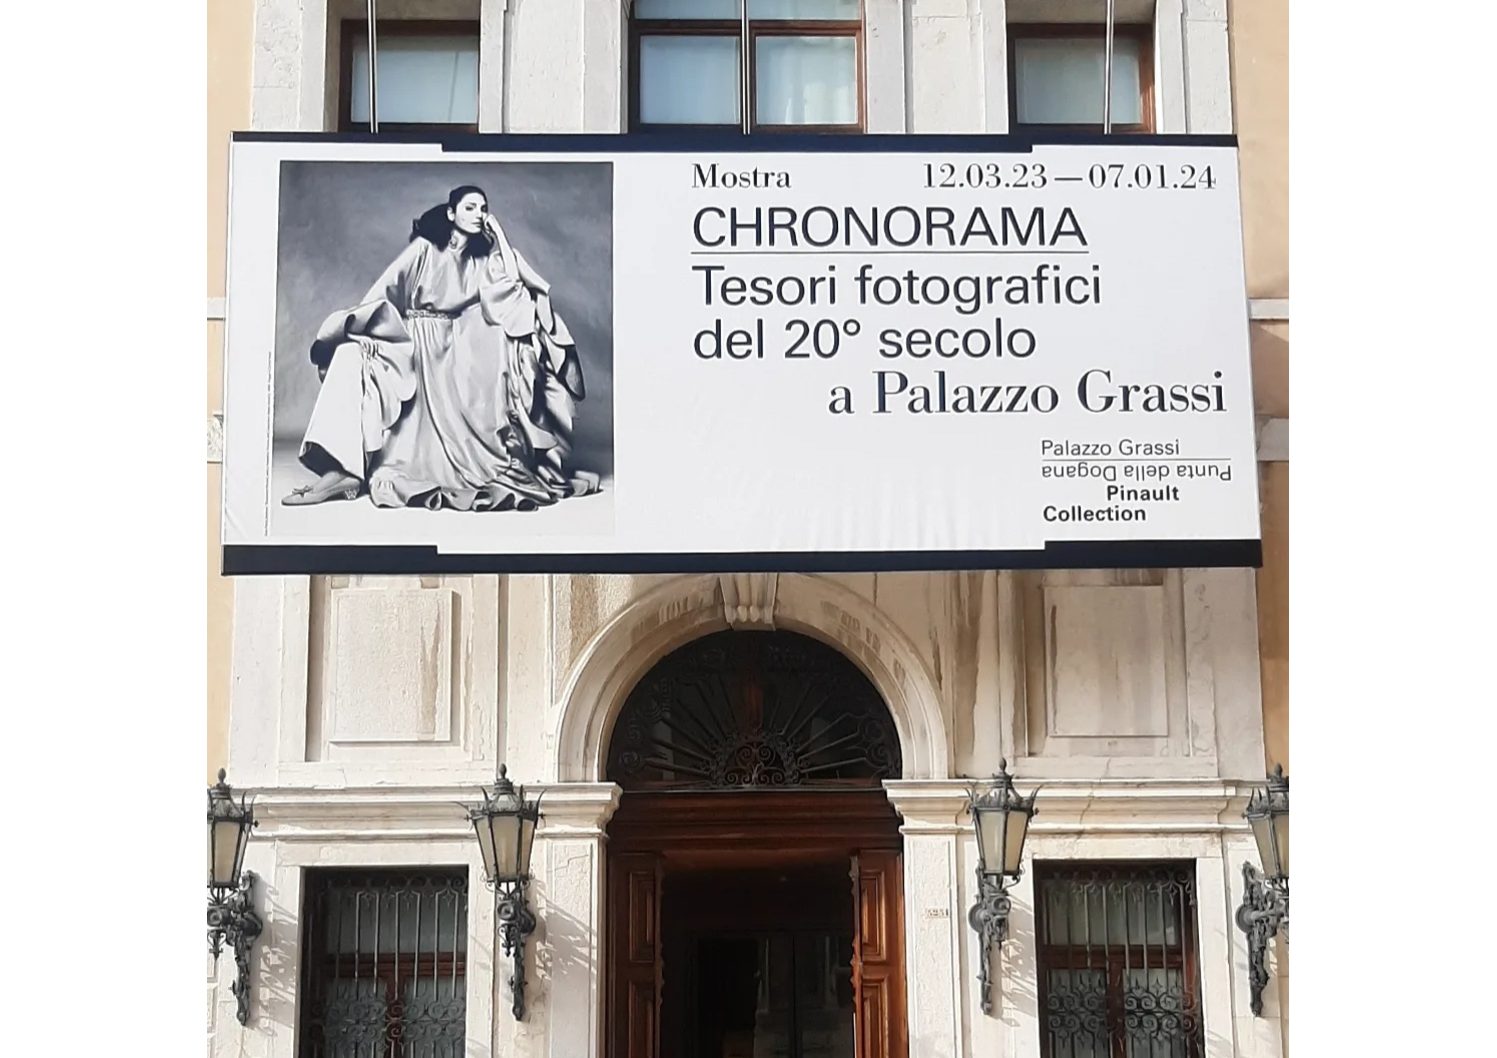 Mostra 12.03.23 — 07.01.24
CHRONORAMA
Tesori fotografici
del 20° secolo
a Palazzo Grassi
Palazzo Grassi
Punta della Dogana
Pinault
Collection